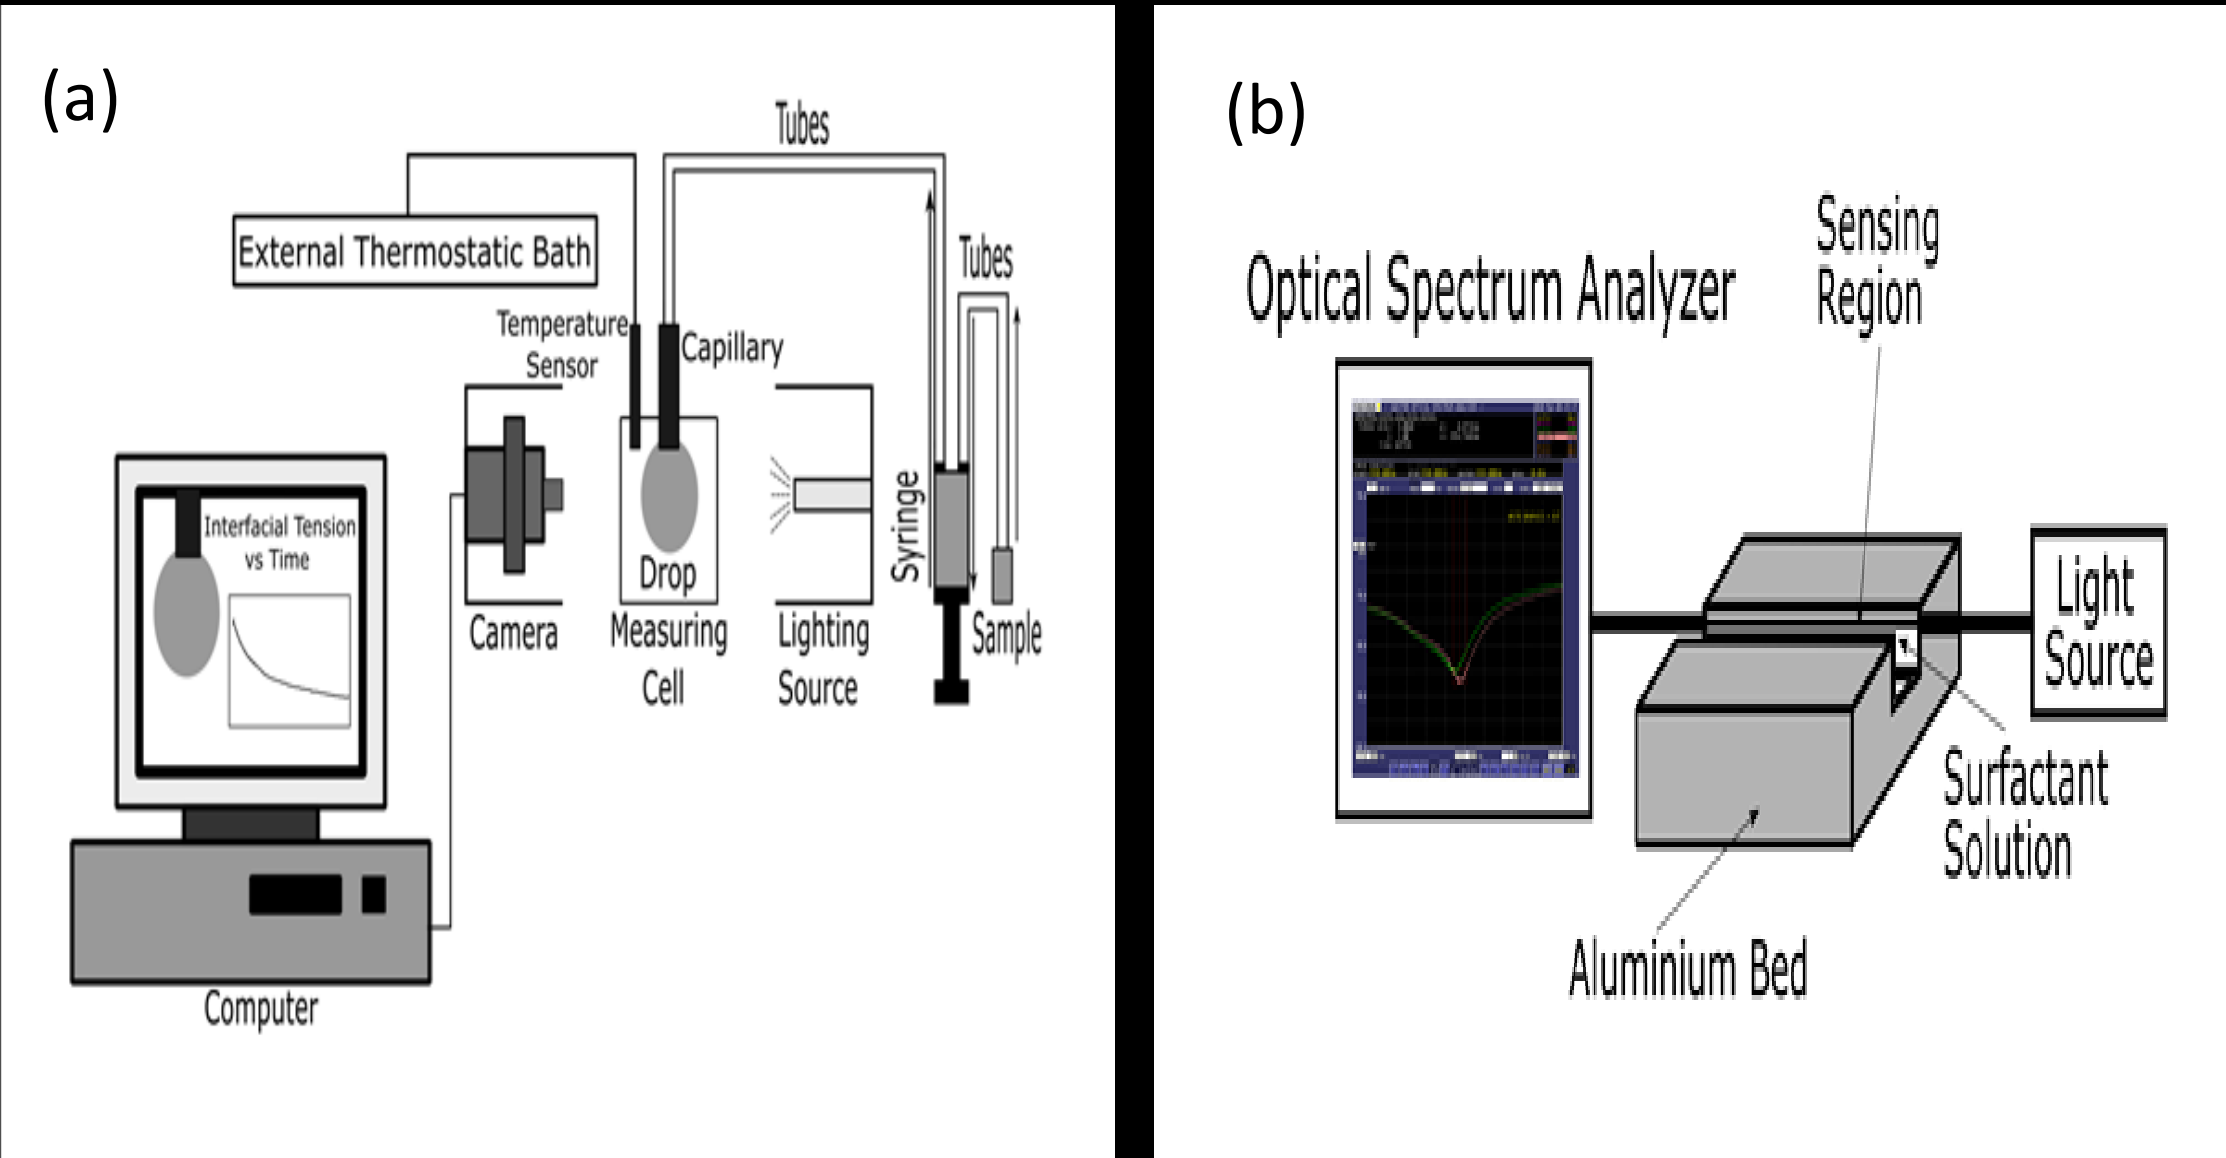 (a)
Tubes
External Thermostatic Bath
Tubes
Temperature
Sensor
Capillary
Interfacial Tension
vs Time
Syringe
Drop
Camera
Measuring
Cell
Lighting
Source
Sample
Computer
(b)
Sensing
Region
Optical Spectrum Analyzer
Light
Source
Surfactant
Solution
Aluminium Bed